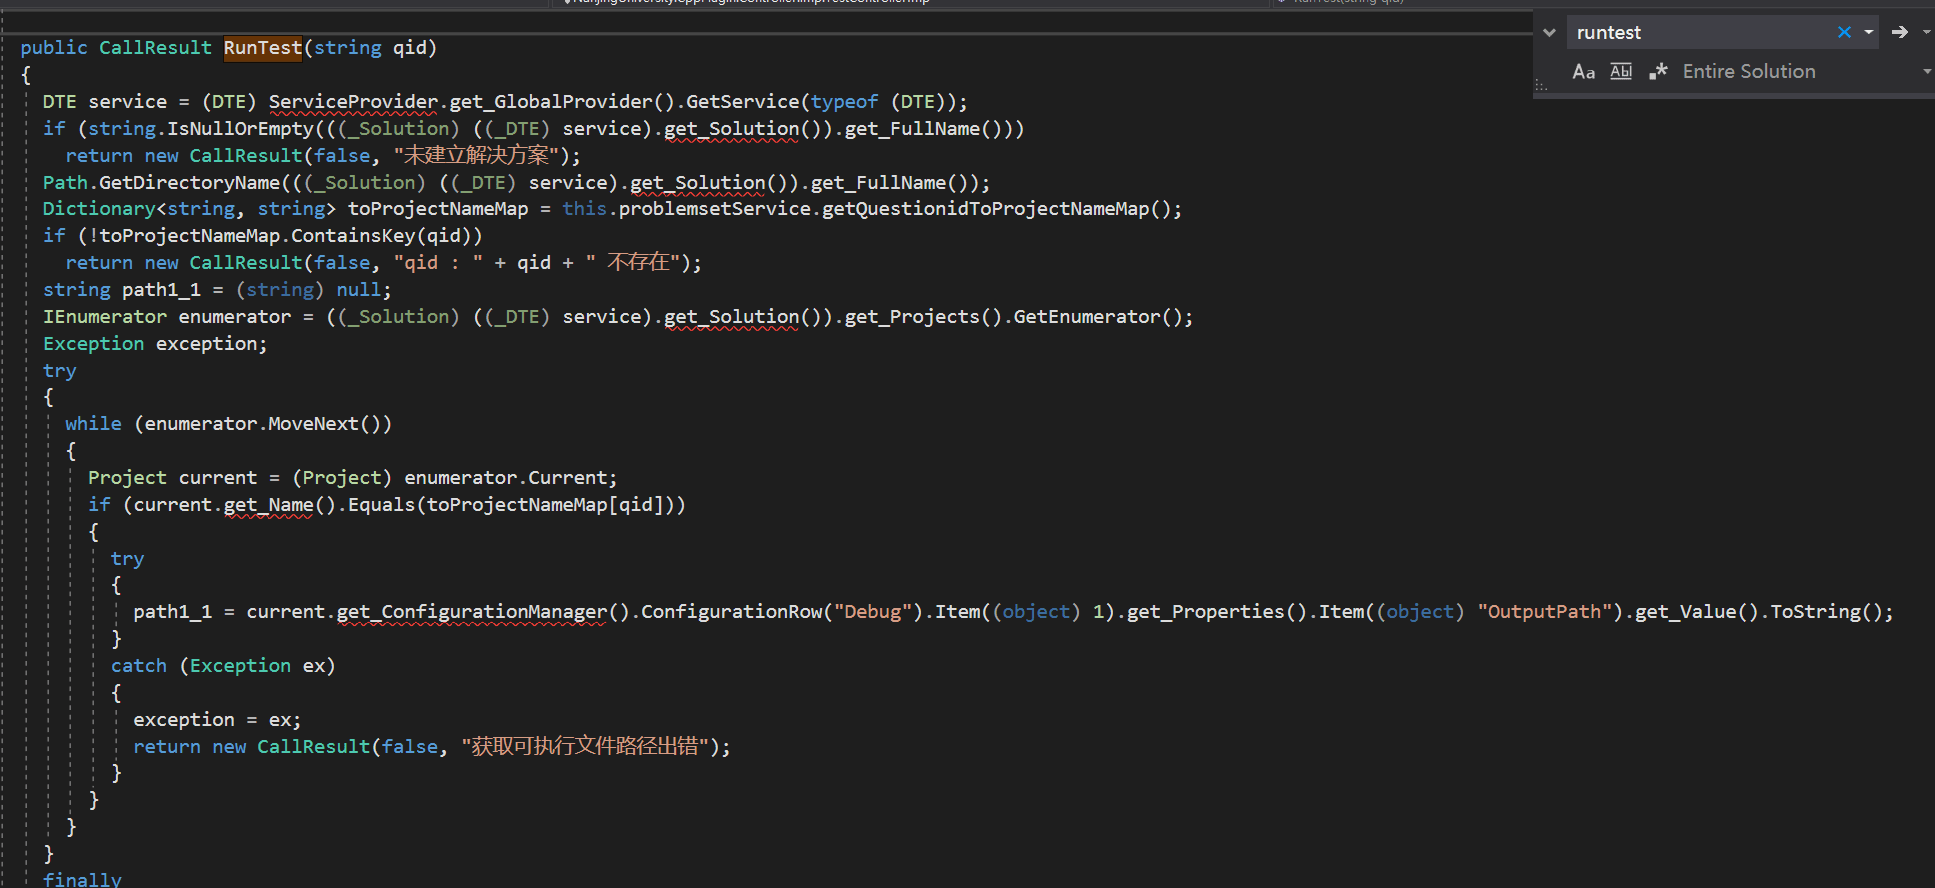 public CallResult RunTest(string qid)
{
DTE service = (DTE) ServiceProvider.get_GlobalProvider().GetService(typeof (DTE));
if (string.IsNullOrEmpty(((_Solution) ((_DTE) service).get_Solution()).get_FullName()))
return new CallResult(false, "未建立解决方案");
Path.GetDirectoryName(((_Solution) ((_DTE) service).get_Solution()).get_FullName());
Dictionary<string, string> toProjectNameMap = this.problemsetService.getQuestionidToProjectNameMap();
if (!toProjectNameMap.ContainsKey(qid))
return new CallResult(false, "qid : " + qid + " 不存在");
string path1_1 = (string) null;
IEnumerator enumerator = ((_Solution) ((_DTE) service).get_Solution()).get_Projects().GetEnumerator();
Exception exception;
try
{
while (enumerator.MoveNext())
{
Project current = (Project) enumerator.Current;
if (current.get_Name().Equals(toProjectNameMap[qid]))
{
try
{
path1_1 = current.get_ConfigurationManager().ConfigurationRow("Debug").Item((object) 1).get_Properties().Item((object) "OutputPath").get_Value().ToString();
}
catch (Exception ex)
{
exception = ex;
return new CallResult(false, "获取可执行文件路径出错");
}
}
}
}
finally
runtest
Aa Abl .* Entire Solution